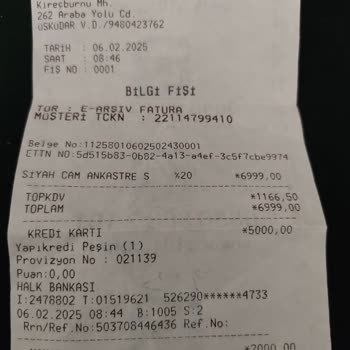 Kireçburnu Mh.
262 Araba Yolu Cd.
ÜSKÜDAR V.D./9480423762
TARİH : 06.02.2025
SAAT : 08:46
FİŞ NO : 0001
BİLGİ FİŞİ
TÜR : E-ARŞİV FATURA
MÜŞTERİ TCKN : 22114799410
Belge No:11258010602502430001
ETTN NO:5d515b83-0b82-4a13-a4ef-3c5f7cbe9974
SİYAH CAM ANKASTRE S %20 *6999,00
TOPKDV *1166,50
TOPLAM *6999,00
KREDİ KARTI *5000,00
Yapıkredi Peşin (1)
Provizyon No : 021139
Puan:0,00
HALK BANKASI
I:2478802 T:01519621 526290******4733
06.02.2025 08:44 B:1005 S:2
Rrn/Ref.No:503708446436 Ref.No:
*2000,00